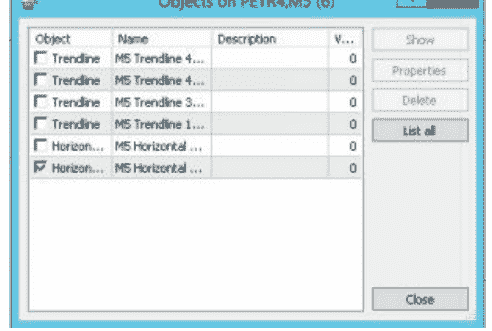 Objects on PETR4,M5 (6)
Object Name Description V...
Trendline M5 Trendline 4... 0
Trendline M5 Trendline 4... 0
Trendline M5 Trendline 3... 0
Trendline M5 Trendline 1... 0
Horizon... M5 Horizontal ... 0
Horizon... M5 Horizontal ... 0
Show
Properties
Delete
List all
Close